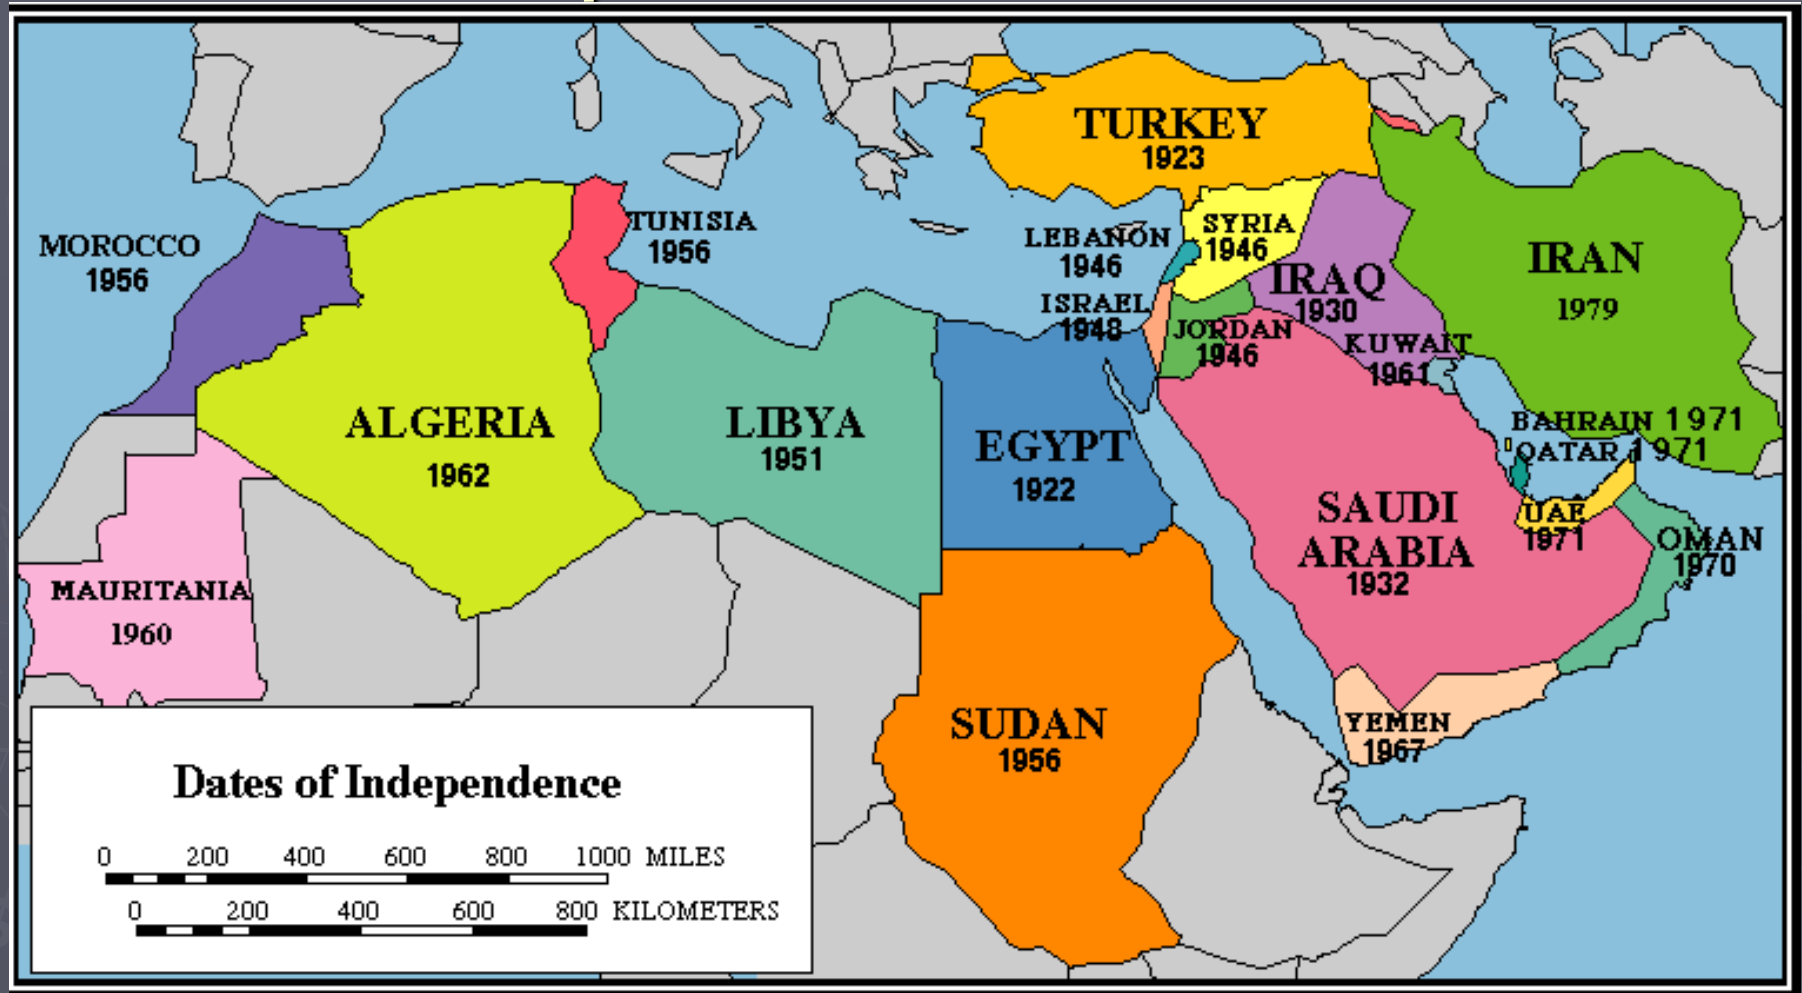 TURKEY
1923
MOROCCO
1956
TUNISIA
1956
LEBANON
1946
SYRIA
1946
IRAQ
1930
IRAN
1979
ISRAEL
1948
JORDAN
1946
KUWAIT
1961
ALGERIA
1962
LIBYA
1951
EGYPT
1922
BAHRAIN 1971
QATAR 1971
SAUDI
ARABIA
1932
UAE
1971
OMAN
1970
MAURITANIA
1960
SUDAN
1956
YEMEN
1967
Dates of Independence
0 200 400 600 800 1000 MILES
0 200 400 600 800 KILOMETERS